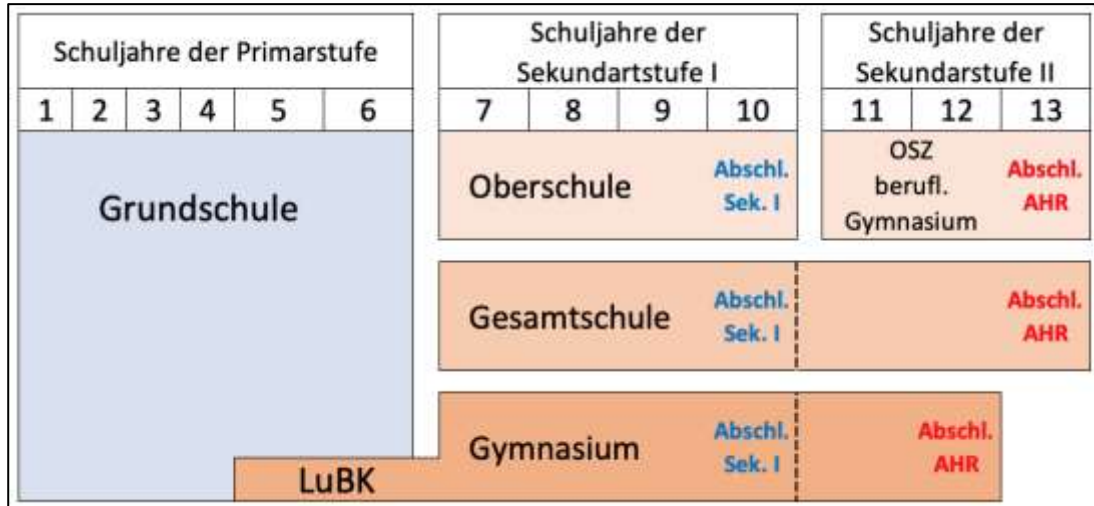 Schuljahre der Primarstufe
Schuljahre der
Sekundartstufe I
Schuljahre der
Sekundarstufe II
1 2 3 4 5 6
7 8 9 10
11 12 13
Grundschule
Oberschule
Abschl.
Sek. I
OSZ
berufl.
Gymnasium
Abschl.
AHR
Gesamtschule
Abschl.
Sek. I
Abschl.
AHR
Gymnasium
Abschl.
Sek. I
Abschl.
AHR
LuBK